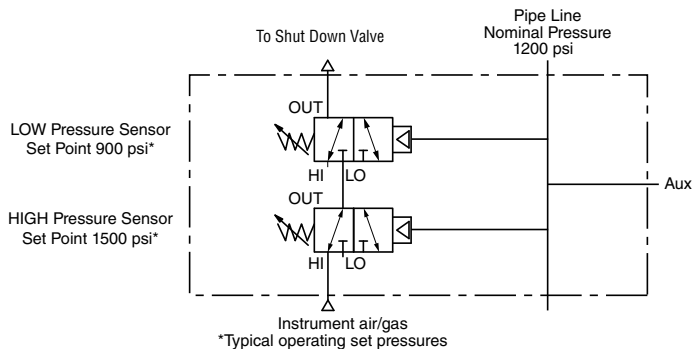 Pipe Line
Nominal Pressure
1200 psi
To Shut Down Valve
OUT
LOW Pressure Sensor
Set Point 900 psi*
HI LO
OUT
Aux
HIGH Pressure Sensor
Set Point 1500 psi*
HI LO
Instrument air/gas
*Typical operating set pressures